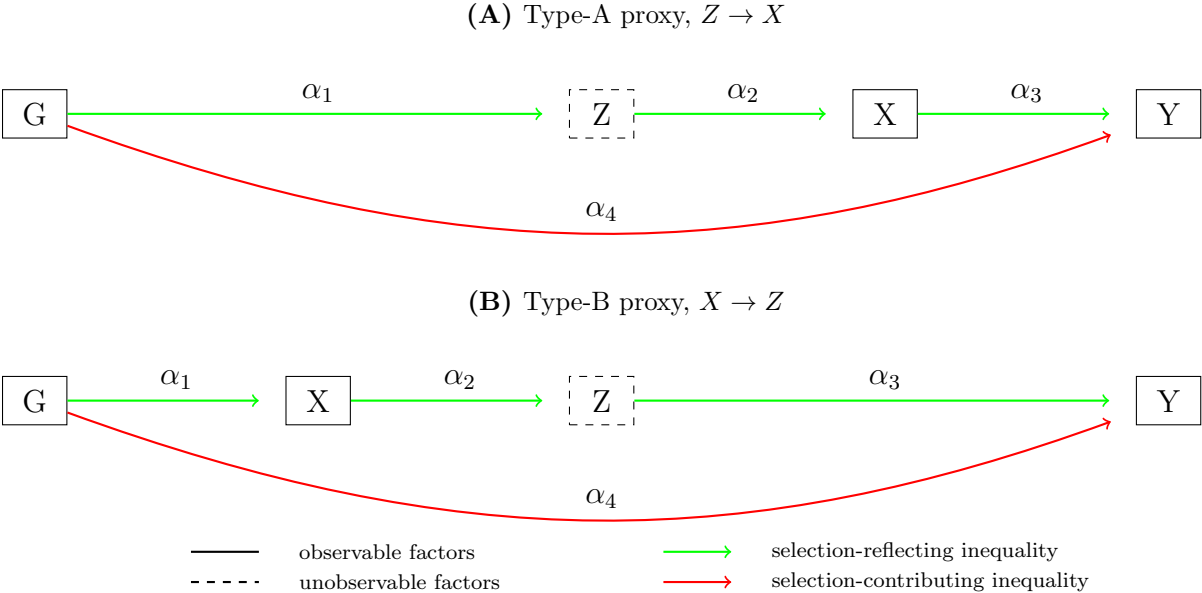 (A) Type-A proxy, Z → X
α₁ α₂ α₃
G Z X Y
α₄
(B) Type-B proxy, X → Z
α₁ α₂ α₃
G X Z Y
α₄
observable factors selection-reflecting inequality
unobservable factors selection-contributing inequality